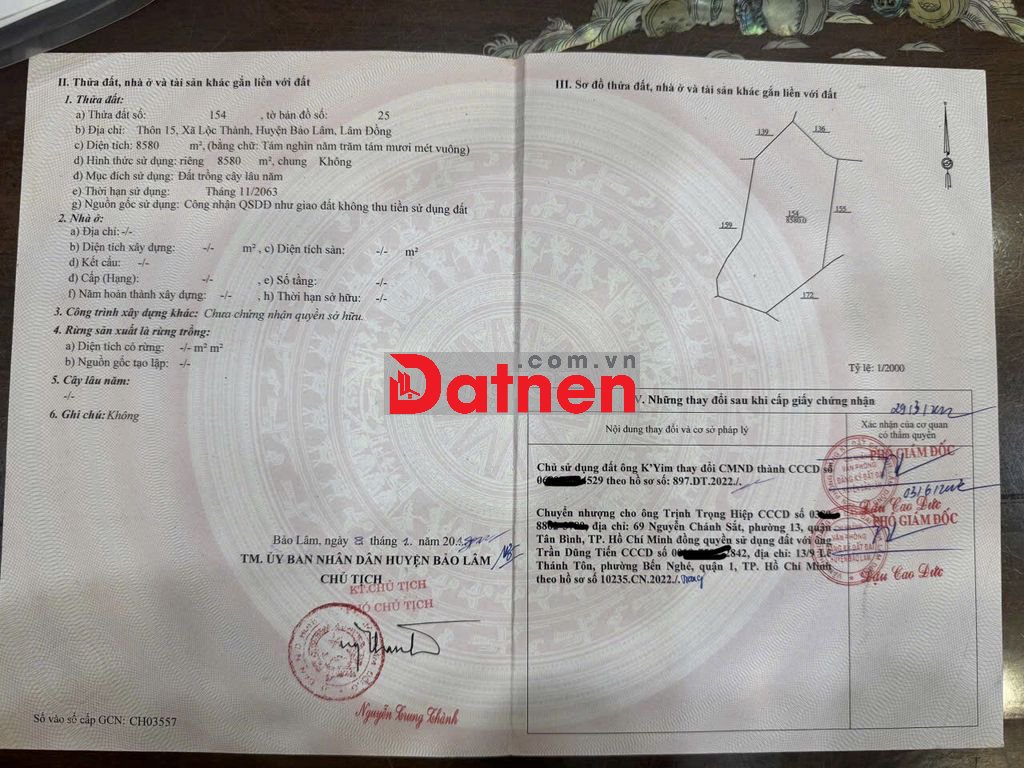 II. Thửa đất, nhà ở và tài sản khác gắn liền với đất
1. Thửa đất:
a) Thửa đất số: 154 , tờ bản đồ số: 25
b) Địa chỉ: Thôn 15, Xã Lộc Thành, Huyện Bảo Lâm, Lâm Đồng
c) Diện tích: 8580 m², (bằng chữ: Tám nghìn năm trăm tám mươi mét vuông)
d) Hình thức sử dụng: riêng 8580 m², chung Không
đ) Mục đích sử dụng: Đất trồng cây lâu năm
e) Thời hạn sử dụng: Tháng 11/2063
g) Nguồn gốc sử dụng: Công nhận QSDĐ như giao đất không thu tiền sử dụng đất
2. Nhà ở:
a) Địa chỉ: -/-
b) Diện tích xây dựng: -/- m² , c) Diện tích sàn: -/- m²
d) Kết cấu: -/-
đ) Cấp (Hạng): -/- , e) Số tầng: -/-
f) Năm hoàn thành xây dựng: -/- , h) Thời hạn sở hữu: -/-
3. Công trình xây dựng khác: Chưa chứng nhận quyền sở hữu.
4. Rừng sản xuất là rừng trồng:
a) Diện tích có rừng: -/- m² m²
b) Nguồn gốc tạo lập: -/-
5. Cây lâu năm:
-/-
6. Ghi chú: Không
Bảo Lâm, ngày 8 tháng
TM. ỦY BAN NHÂN DÂN HUYỆN BẢO LÂM
CHỦ TỊCH
KT.CHỦ TỊCH
PHÓ CHỦ TỊCH
Nguyễn Trung Thành
Số vào sổ cấp GCN: CH03557
III. Sơ đồ thửa đất, nhà ở và tài sản khác gắn liền với đất
139
136
159
154
8580.0
155
172
Tỷ lệ: 1/2000
.com.vn
Datnen
V. Những thay đổi sau khi cấp giấy chứng nhận
Nội dung thay đổi và cơ sở pháp lý
Xác nhận của cơ quan
có thẩm quyền
Chủ sử dụng đất ông K'Yim thay đổi CMND thành CCCD số
4529 theo hồ sơ số: 897.DT.2022./.
PHÓ GIÁM ĐỐC
VĂN PHÒNG
ĐĂNG KÝ ĐẤT ĐAI
Đậu Cao Đức
Chuyển nhượng cho ông Trịnh Trọng Hiệp CCCD số
địa chỉ: 69 Nguyễn Chánh Sắt, phường 13, quận
Tân Bình, TP. Hồ Chí Minh đồng quyền sử dụng đất với ông
Trần Dũng Tiến CCCD số 2842, địa chỉ: 13/9 Lê
Thánh Tôn, phường Bến Nghé, quận 1, TP. Hồ Chí Minh
theo hồ sơ số 10235.CN.2022./.
PHÓ GIÁM ĐỐC
Đậu Cao Đức